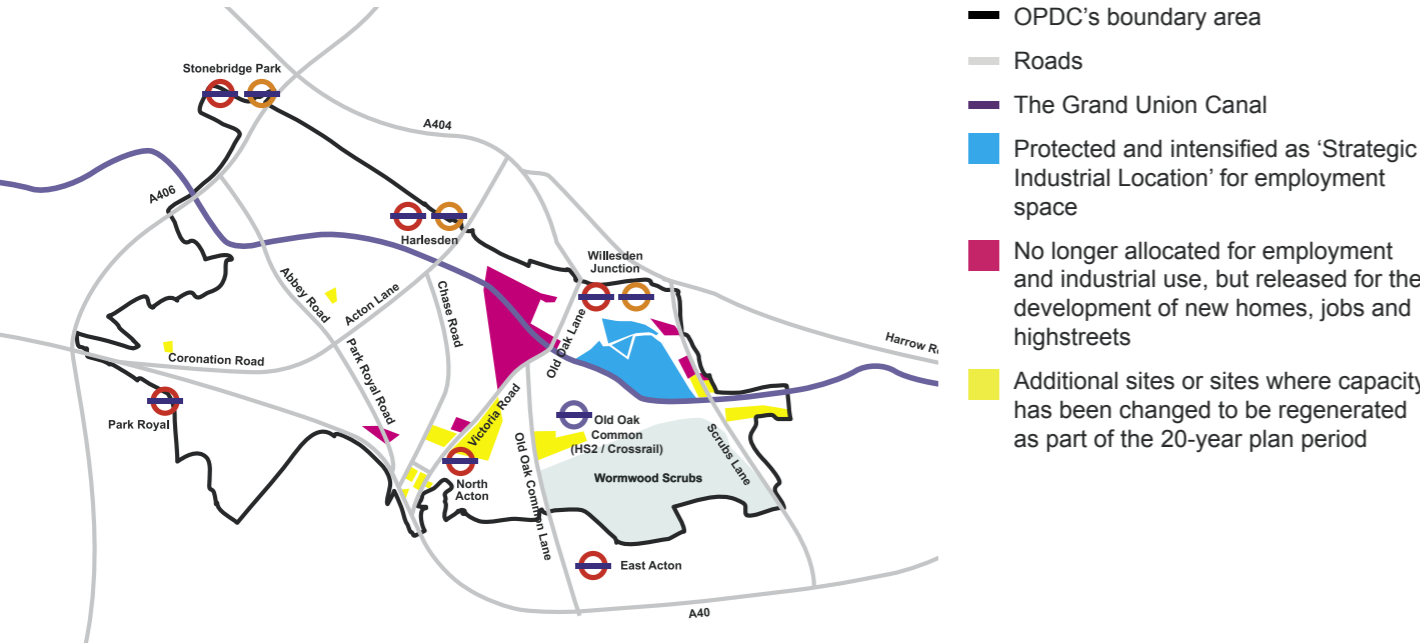 OPDC's boundary area
Roads
The Grand Union Canal
Protected and intensified as ‘Strategic
Industrial Location’ for employment
space
No longer allocated for employment
and industrial use, but released for the
development of new homes, jobs and
highstreets
Additional sites or sites where capacity
has been changed to be regenerated
as part of the 20-year plan period
Stonebridge Park
A404
A406
Harlesden
Willesden
Junction
Abbey Road
Acton Lane
Chase Road
Old Oak Lane
Harrow
Coronation Road
Park Royal Road
Park Royal
Victoria Road
Old Oak
Common
(HS2 / Crossrail)
Scrubs Lane
North
Acton
Old Oak Common Lane
Wormwood Scrubs
East Acton
A40